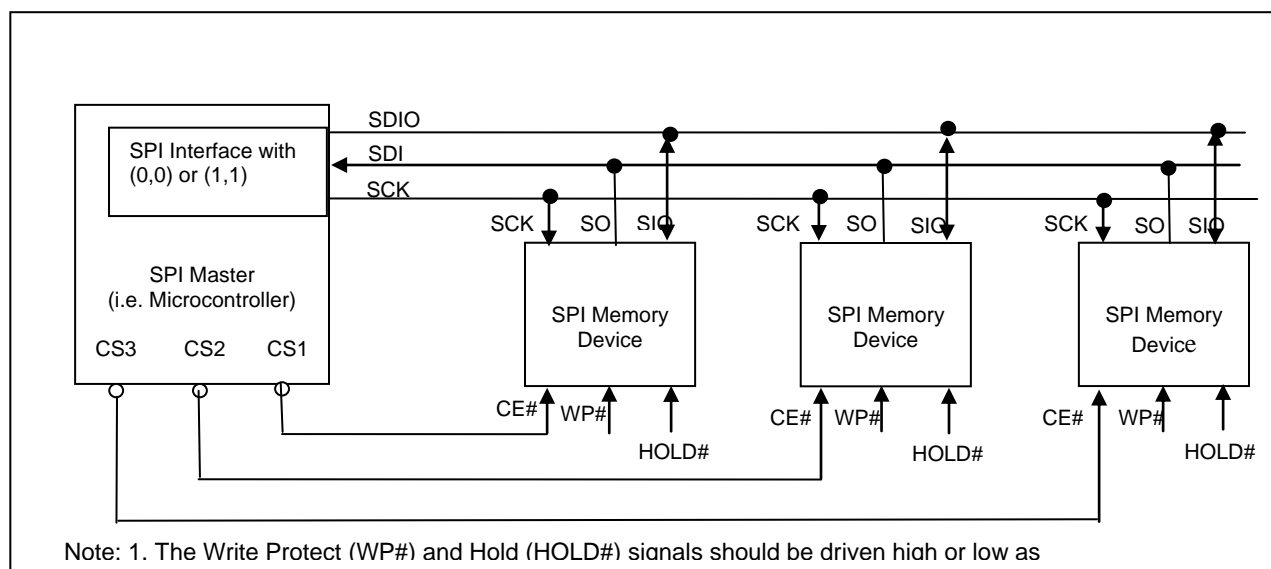 SDIO
SPI Interface with
(0,0) or (1,1)
SDI
SCK
SCK SO SIO SCK SO SIO SCK SO SIO
SPI Master
(i.e. Microcontroller)
SPI Memory
Device
SPI Memory
Device
SPI Memory
Device
CS3 CS2 CS1
CE# WP# CE# WP# CE# WP#
HOLD# HOLD# HOLD#
Note: 1. The Write Protect (WP#) and Hold (HOLD#) signals should be driven high or low as